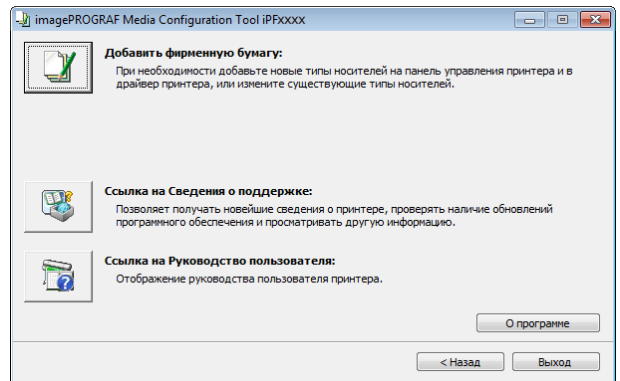 imagePROGRAF Media Configuration Tool iPFxxxx
Добавить фирменную бумагу:
При необходимости добавьте новые типы носителей на панель управления принтера и в
драйвер принтера, или измените существующие типы носителей.
Ссылка на Сведения о поддержке:
Позволяет получать новейшие сведения о принтере, проверять наличие обновлений
программного обеспечения и просматривать другую информацию.
Ссылка на Руководство пользователя:
Отображение руководства пользователя принтера.
О программе
< Назад
Выход